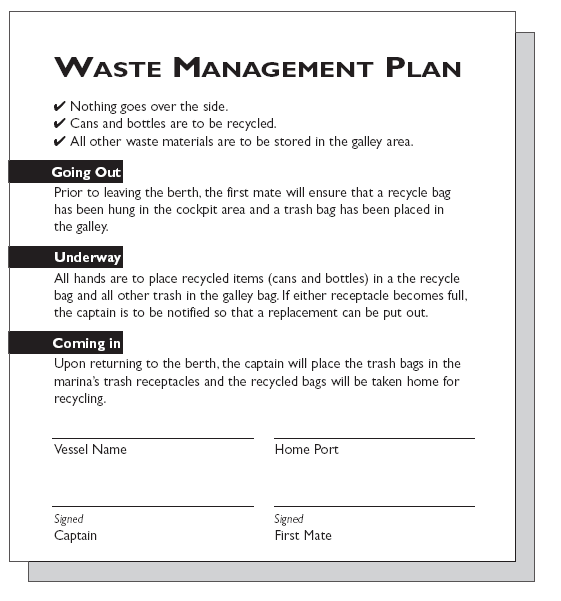 WASTE MANAGEMENT PLAN
✔ Nothing goes over the side.
✔ Cans and bottles are to be recycled.
✔ All other waste materials are to be stored in the galley area.
Going Out
Prior to leaving the berth, the first mate will ensure that a recycle bag
has been hung in the cockpit area and a trash bag has been placed in
the galley.
Underway
All hands are to place recycled items (cans and bottles) in a the recycle
bag and all other trash in the galley bag. If either receptacle becomes full,
the captain is to be notified so that a replacement can be put out.
Coming in
Upon returning to the berth, the captain will place the trash bags in the
marina's trash receptacles and the recycled bags will be taken home for
recycling.
Vessel Name
Home Port
Signed
Captain
Signed
First Mate